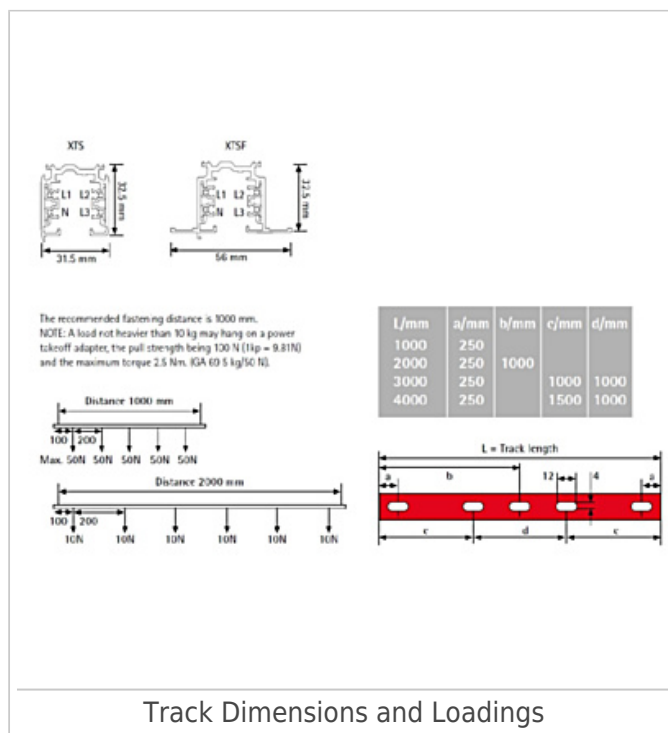 XTS
XTSF
L1 L2
N L3
32.5 mm
31.5 mm
L1 L2
N L3
32.5 mm
56 mm
The recommended fastening distance is 1000 mm.
NOTE: A load not heavier than 10 kg may hang on a power
takeoff adapter, the pull strength being 100 N (1kp = 9.81N)
and the maximum torque 2.5 Nm. (GA 69 5 kg/50 N).
Distance 1000 mm
100 200
Max. 50N 50N 50N 50N 50N
Distance 2000 mm
100 200
10N 10N 10N 10N 10N 10N
L/mm a/mm b/mm c/mm d/mm
1000 250
2000 250 1000
3000 250 1000 1000
4000 250 1500 1000
L = Track length
a b 12 4 a
c d c
Track Dimensions and Loadings